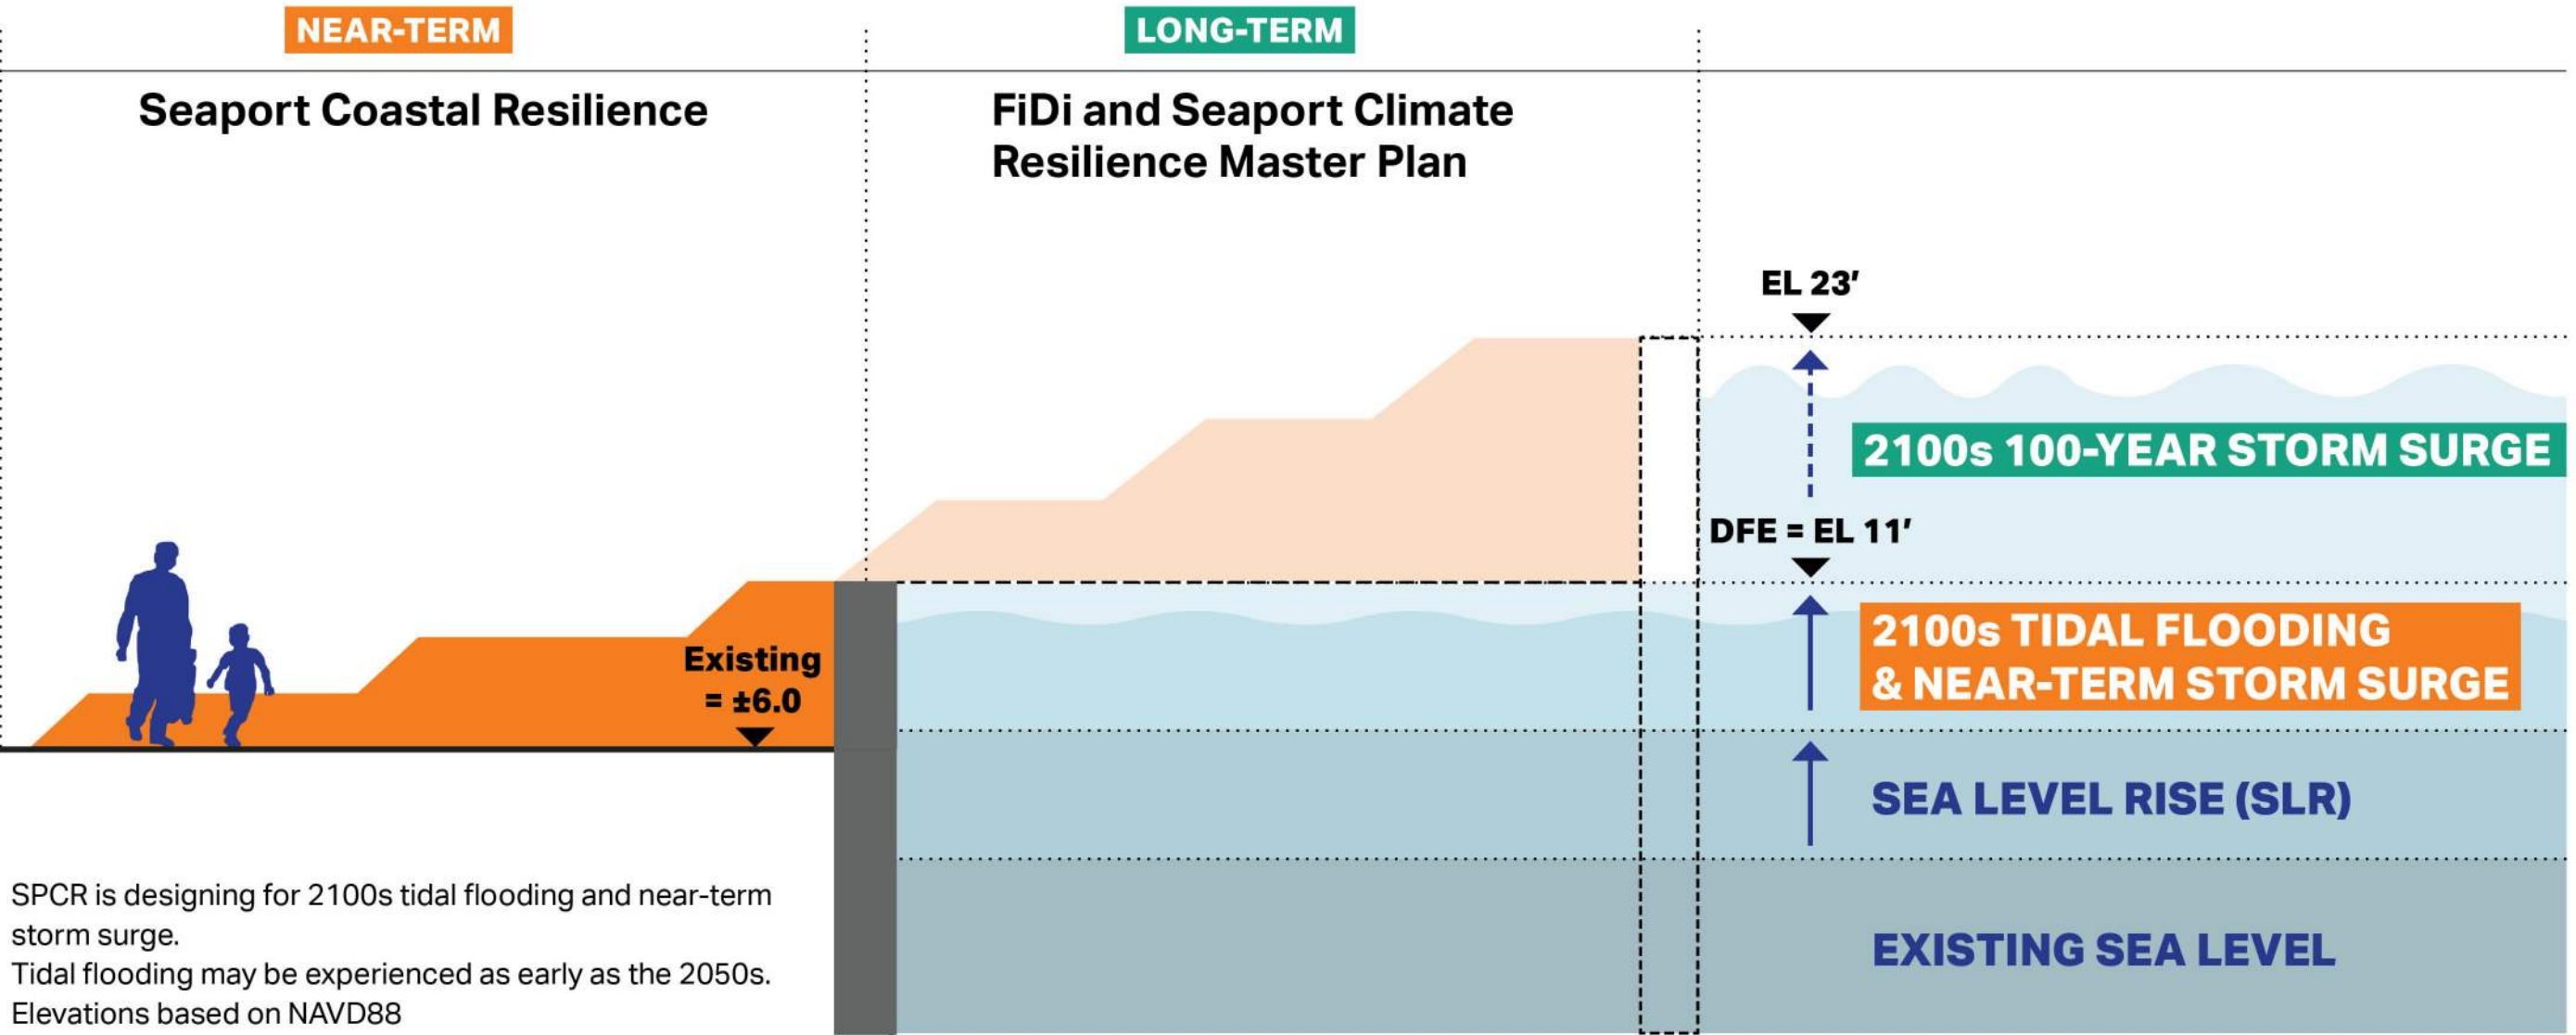 NEAR-TERM
LONG-TERM
Seaport Coastal Resilience
FiDi and Seaport Climate
Resilience Master Plan
EL 23′
2100s 100-YEAR STORM SURGE
DFE = EL 11′
2100s TIDAL FLOODING
& NEAR-TERM STORM SURGE
Existing
= ±6.0
SEA LEVEL RISE (SLR)
EXISTING SEA LEVEL
SPCR is designing for 2100s tidal flooding and near-term
storm surge.
Tidal flooding may be experienced as early as the 2050s.
Elevations based on NAVD88